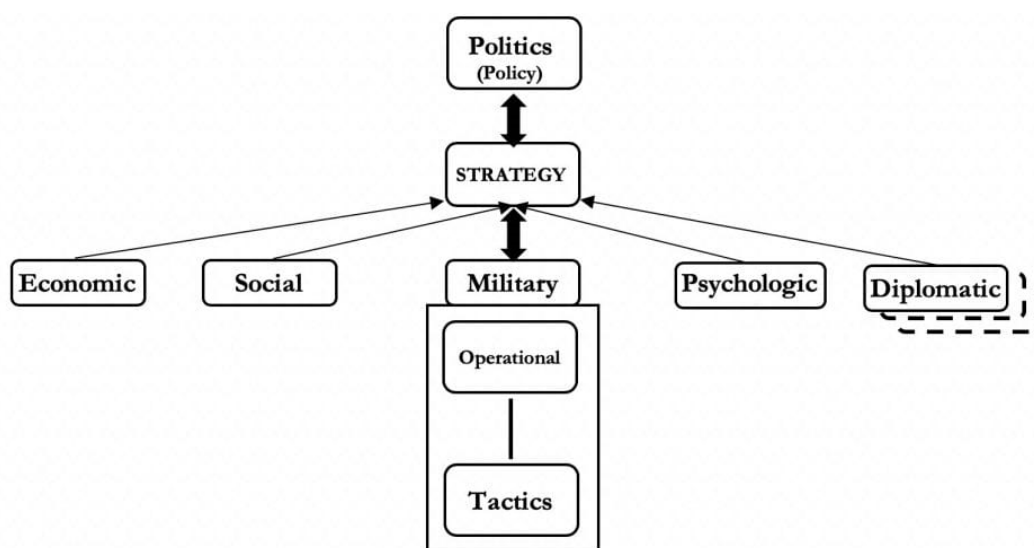 Politics
(Policy)
STRATEGY
Economic
Social
Military
Psychologic
Diplomatic
Operational
Tactics